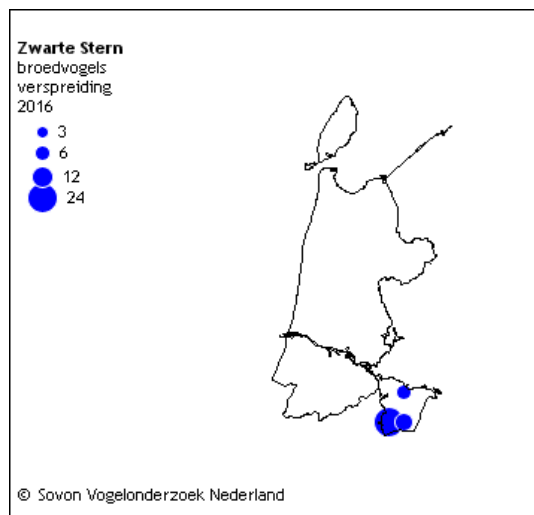 Zwarte Stern
broedvogels
verspreiding
2016
3
6
12
24
© Sovon Vogelonderzoek Nederland